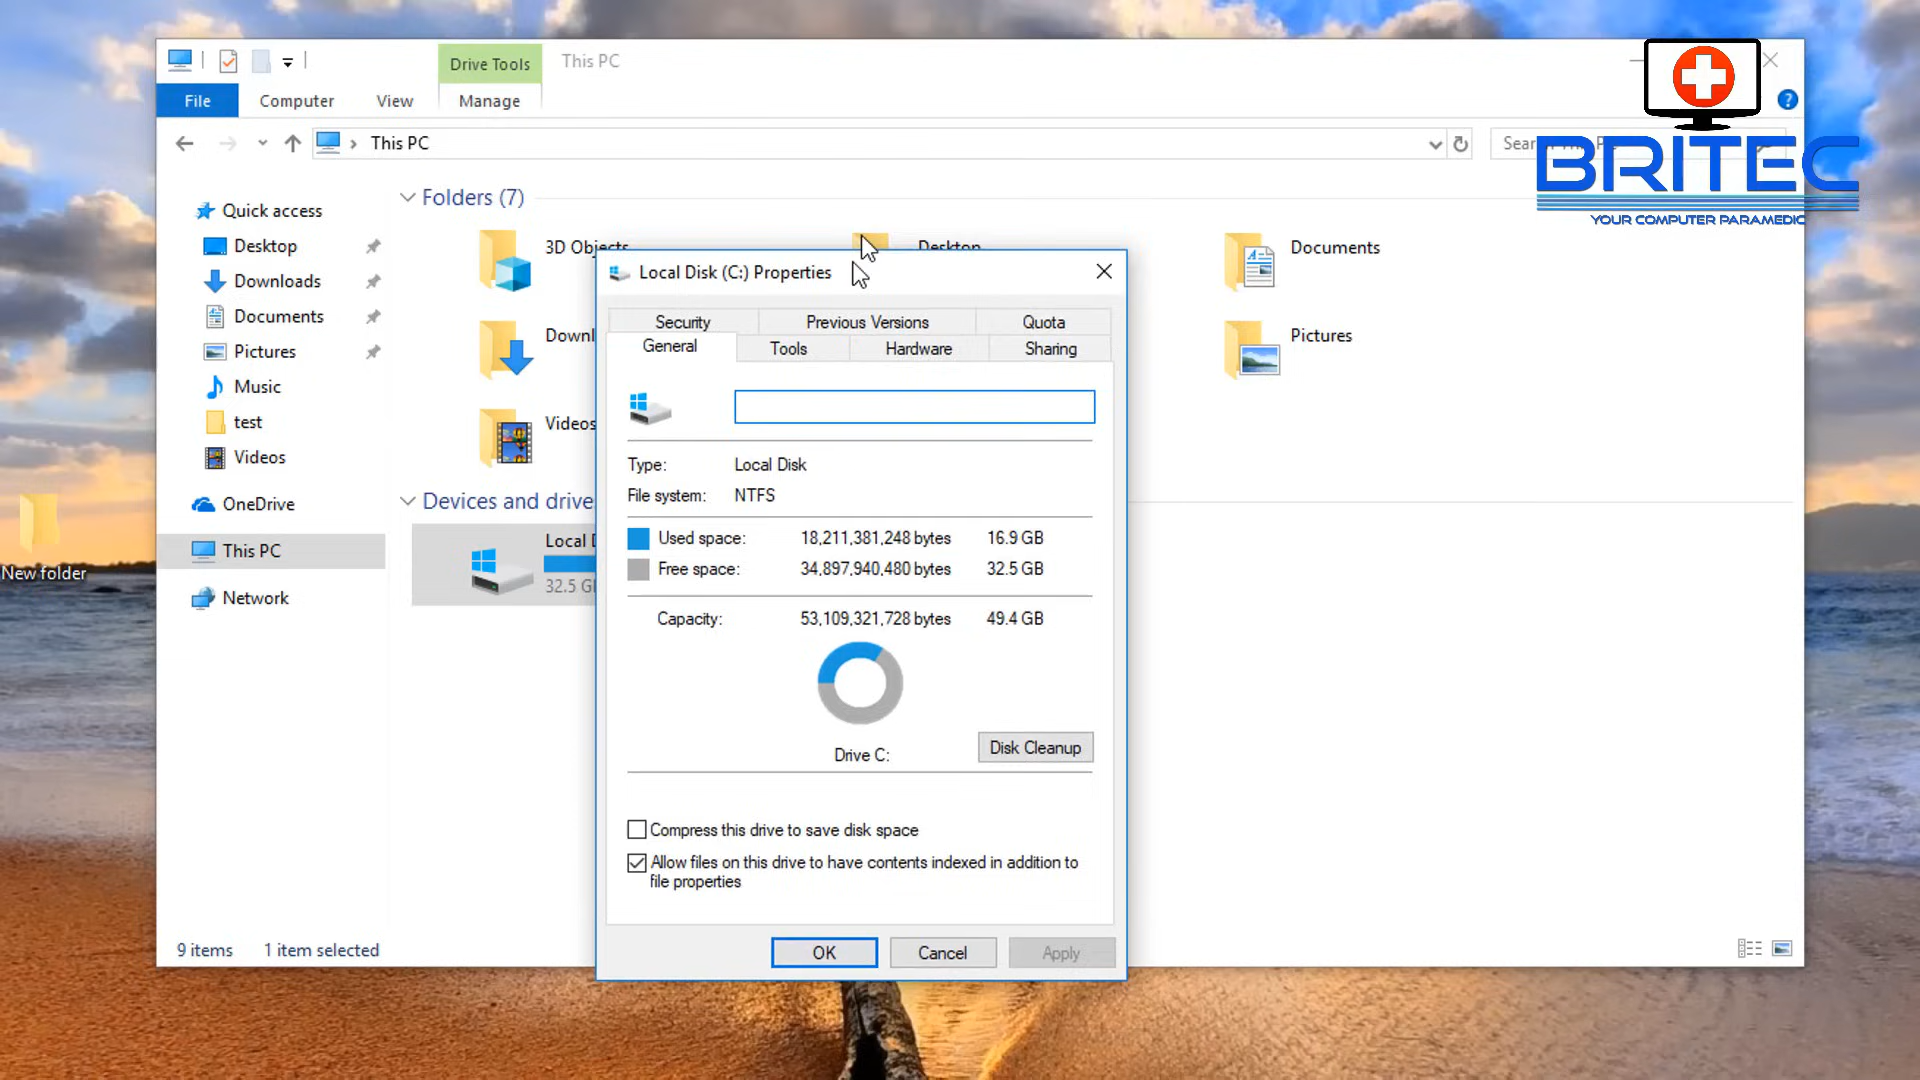 Drive Tools
This PC
File
Computer
View
Manage
This PC
BRITEC
YOUR COMPUTER PARAMEDIC
Quick access
Desktop
Downloads
Documents
Pictures
Music
test
Videos
OneDrive
This PC
Network
New folder
Folders (7)
3D Objects
Desktop
Documents
Pictures
Videos
Devices and drive
Local
32.5 G
Local Disk (C:) Properties
Security
Previous Versions
Quota
General
Tools
Hardware
Sharing
Type: Local Disk
File system: NTFS
Used space: 18,211,381,248 bytes 16.9 GB
Free space: 34,897,940,480 bytes 32.5 GB
Capacity: 53,109,321,728 bytes 49.4 GB
Drive C:
Disk Cleanup
Compress this drive to save disk space
Allow files on this drive to have contents indexed in addition to
file properties
OK
Cancel
Apply
9 items
1 item selected